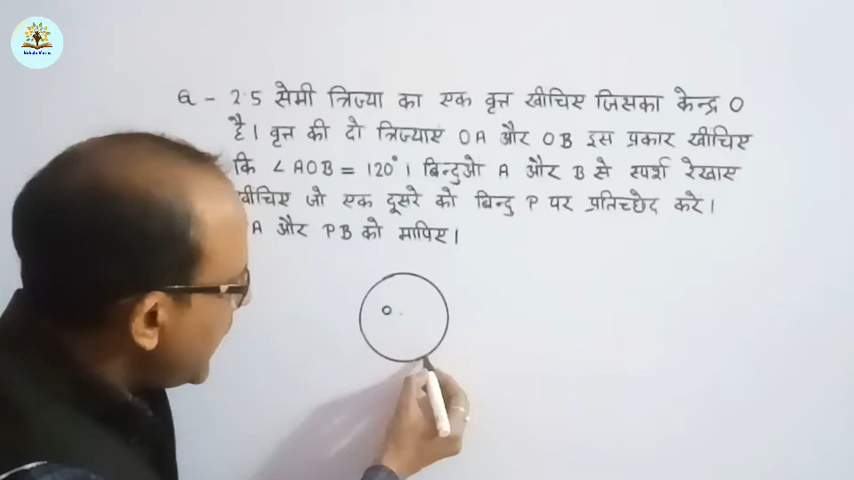 Q - 2.5 सेमी त्रिज्या का एक वृत्त खीचिए जिसका केन्द्र O
है। वृत्त की दो त्रिज्याएं OA और OB इस प्रकार खीचिए
कि ∠AOB = 120°। बिन्दुओ A और B से स्पर्श रेखाए
खीचिए जो एक दूसरे को बिन्दु P पर प्रतिच्छेद करे।
A और PB को मापिए।
O